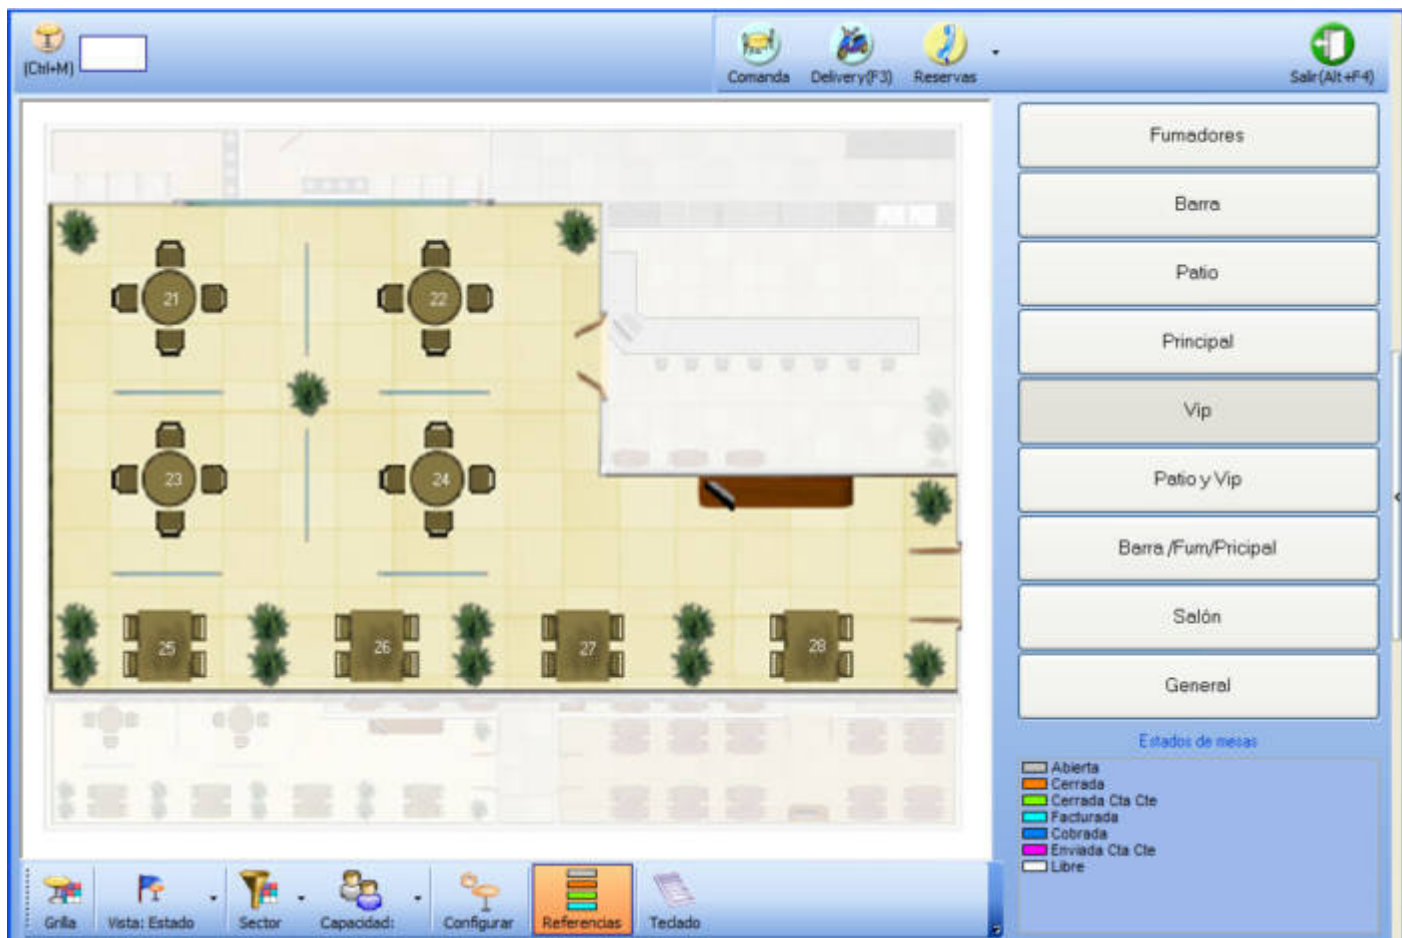 (Ctrl+M)
Comanda
Delivery(F3)
Reservas
Salir(Alt+F4)
Fumadores
Barra
Patio
Principal
Vip
Patio y Vip
Barra /Fum/Pricipal
Salón
General
21
22
23
24
25
26
27
28
Estados de mesas
Abierta
Cerrada
Cerrada Cta Cte
Facturada
Cobrada
Enviada Cta Cte
Libre
Grilla
Vista: Estado
Sector
Capacidad:
Configurar
Referencias
Teclado